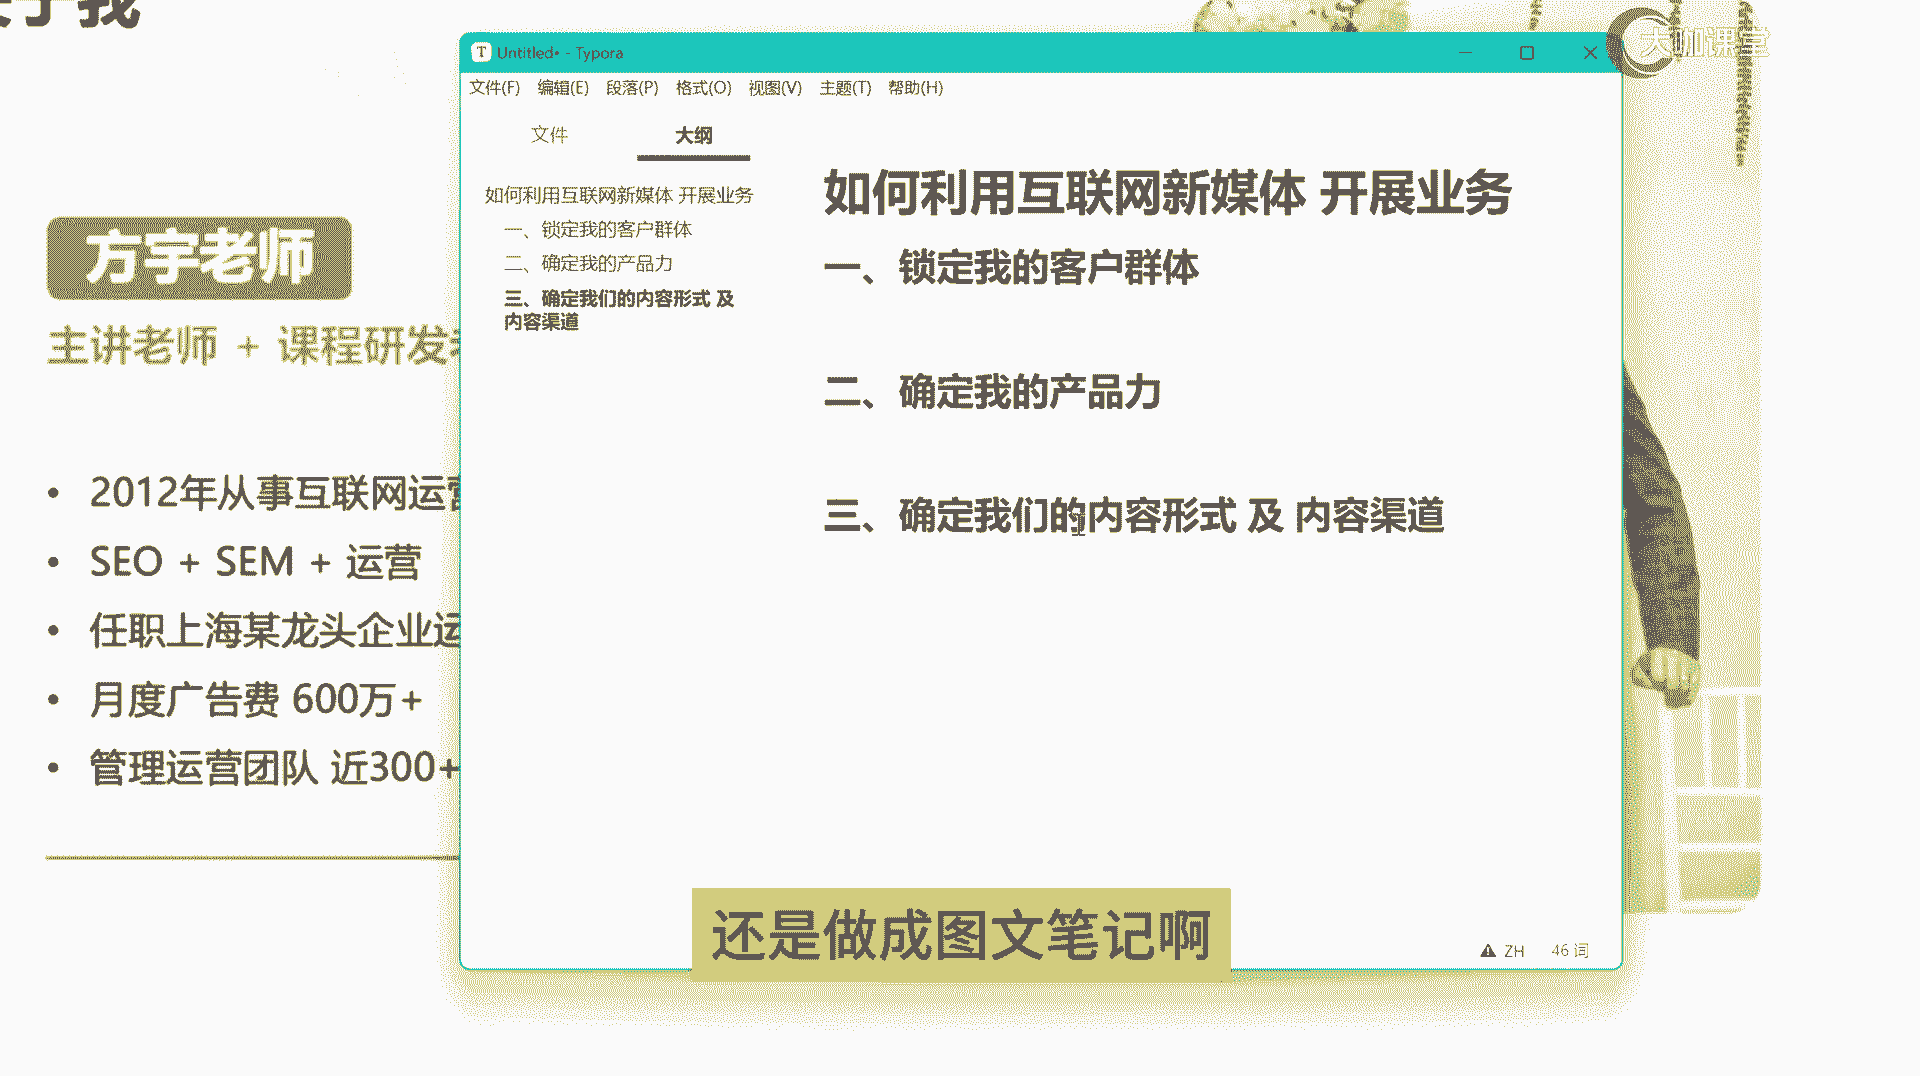 关于我
大咖课堂
Untitled• - Typora
文件(F) 编辑(E) 段落(P) 格式(O) 视图(V) 主题(T) 帮助(H)
文件 大纲
如何利用互联网新媒体 开展业务
一、锁定我的客户群体
二、确定我的产品力
三、确定我们的内容形式 及
内容渠道
如何利用互联网新媒体 开展业务
一、锁定我的客户群体
二、确定我的产品力
三、确定我们的内容形式 及 内容渠道
ZH 46 词
方宇老师
主讲老师 + 课程研发
• 2012年从事互联网运营
• SEO + SEM + 运营
• 任职上海某龙头企业运
• 月度广告费 600万+
• 管理运营团队 近300+
还是做成图文笔记啊